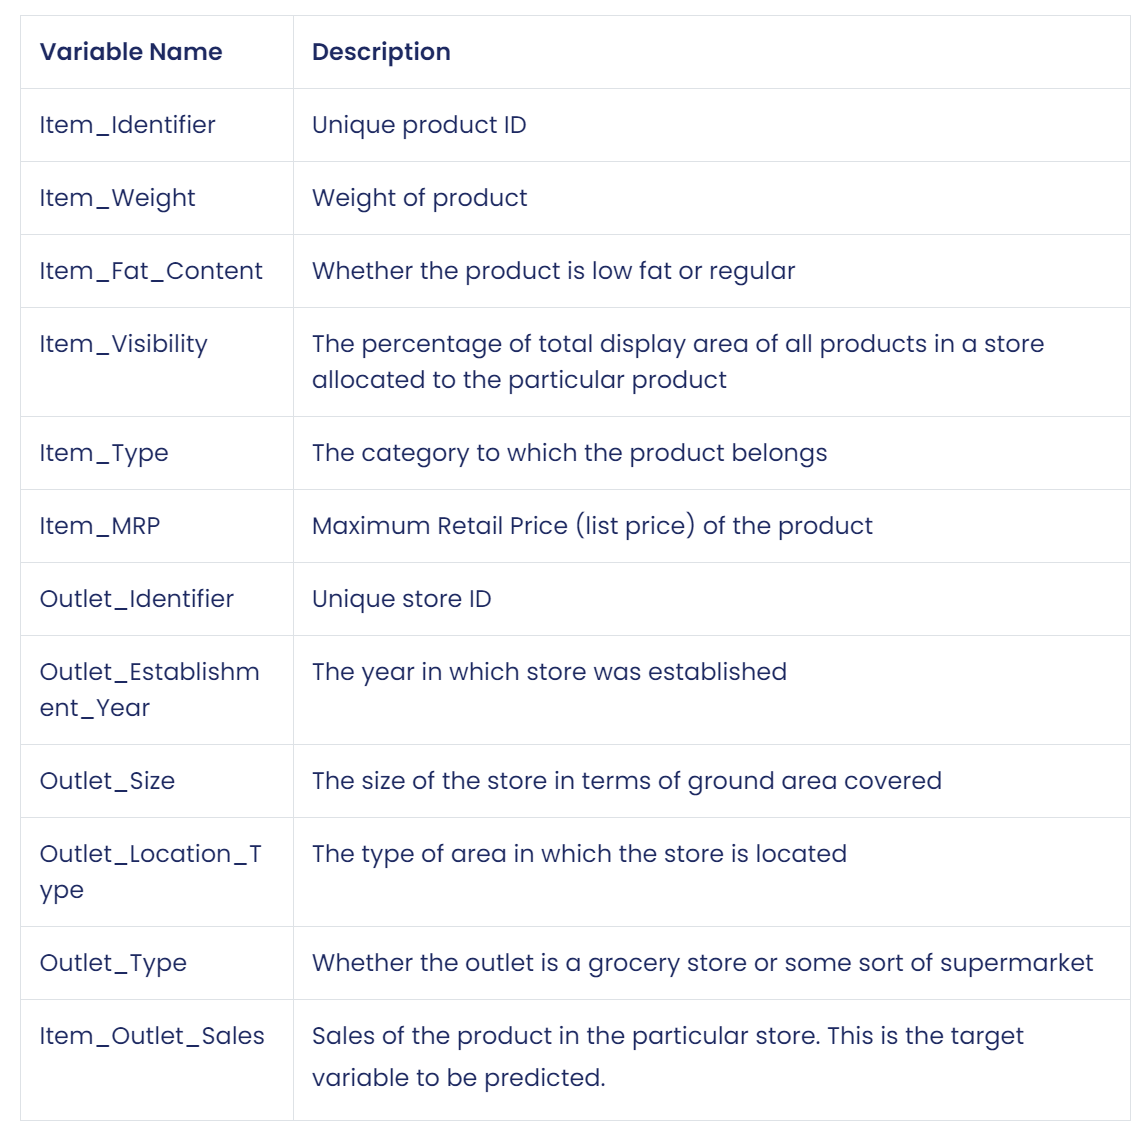 Variable Name
Description
Item_Identifier
Unique product ID
Item_Weight
Weight of product
Item_Fat_Content
Whether the product is low fat or regular
Item_Visibility
The percentage of total display area of all products in a store
allocated to the particular product
Item_Type
The category to which the product belongs
Item_MRP
Maximum Retail Price (list price) of the product
Outlet_Identifier
Unique store ID
Outlet_Establishm
ent_Year
The year in which store was established
Outlet_Size
The size of the store in terms of ground area covered
Outlet_Location_T
ype
The type of area in which the store is located
Outlet_Type
Whether the outlet is a grocery store or some sort of supermarket
Item_Outlet_Sales
Sales of the product in the particular store. This is the target
variable to be predicted.